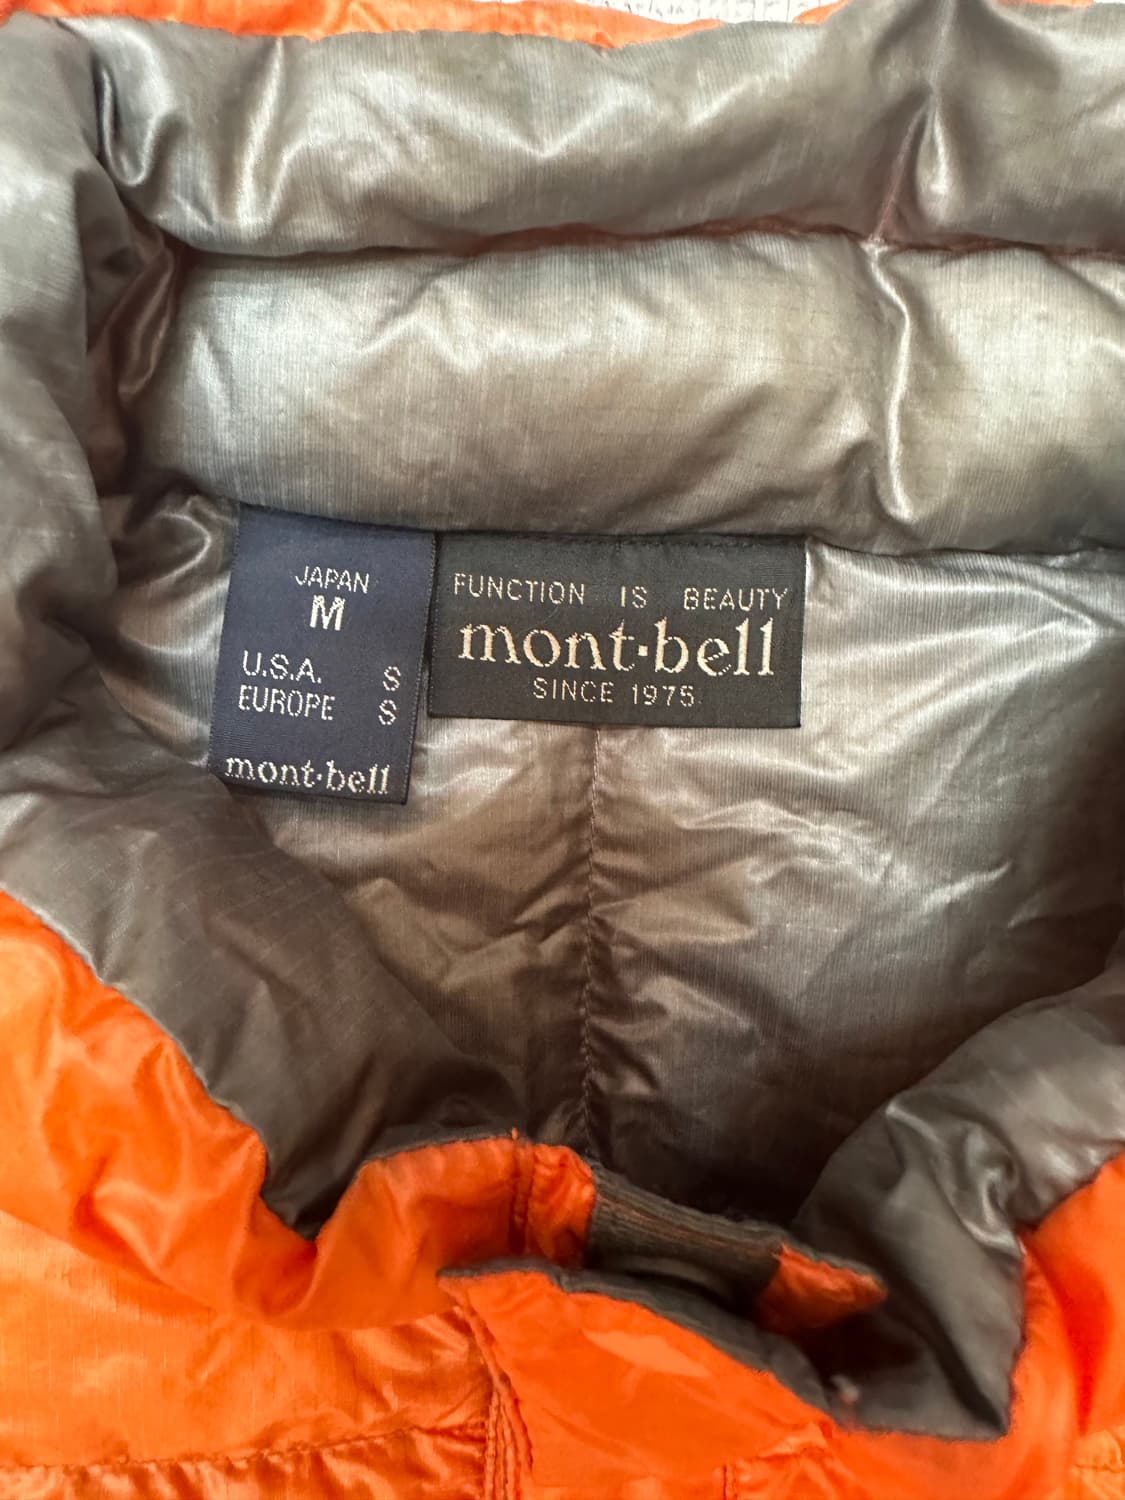 JAPAN
M
U.S.A. S
EUROPE S
mont·bell
FUNCTION IS BEAUTY
mont·bell
SINCE 1975